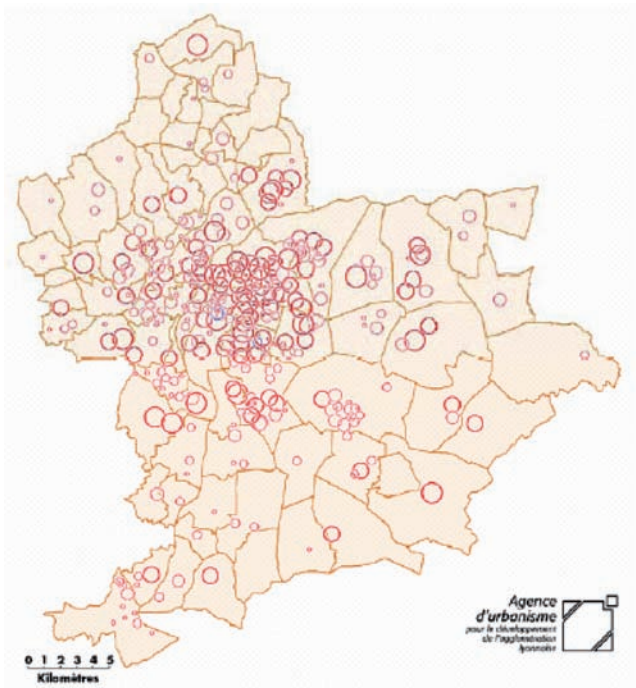 Agence
d'urbanisme
pour le développement
de l'agglomération
lyonnaise
0 1 2 3 4 5
Kilomètres